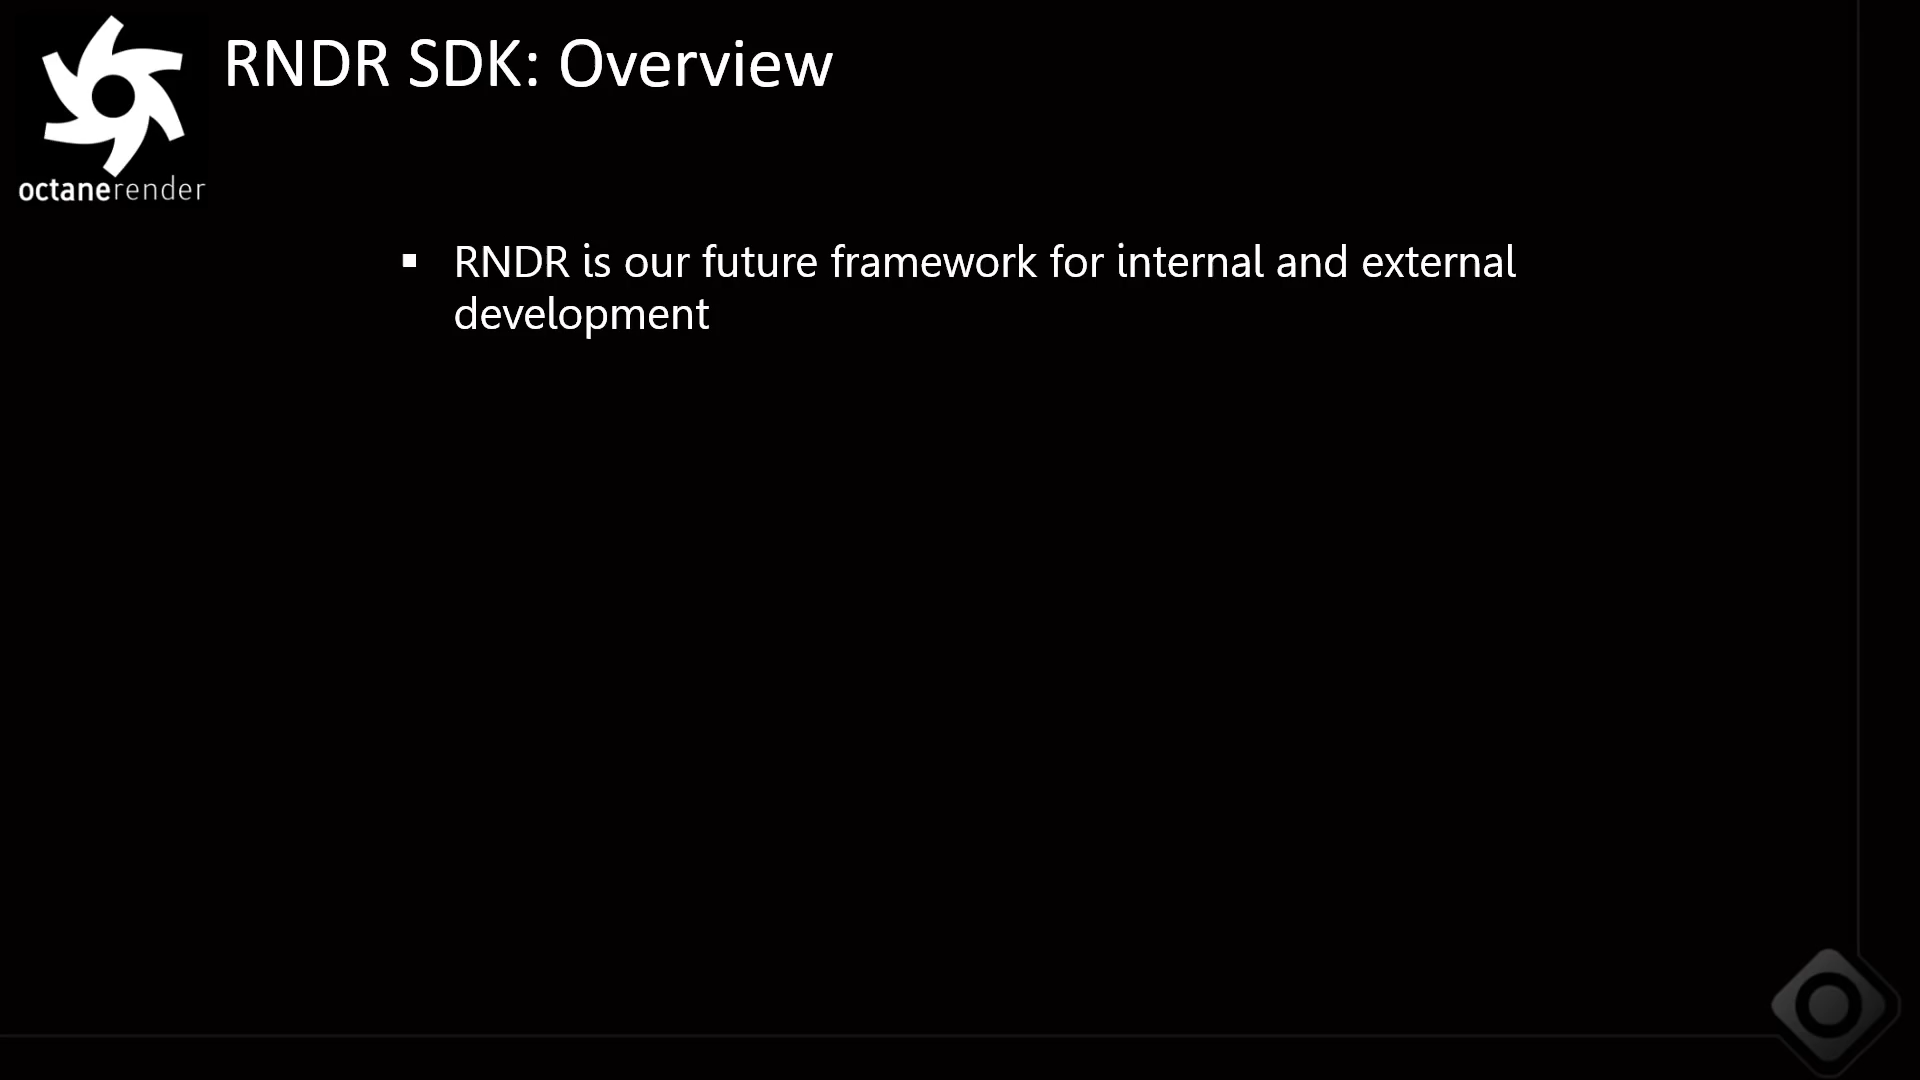 RNDR SDK: Overview
octanerender
▪ RNDR is our future framework for internal and external
development